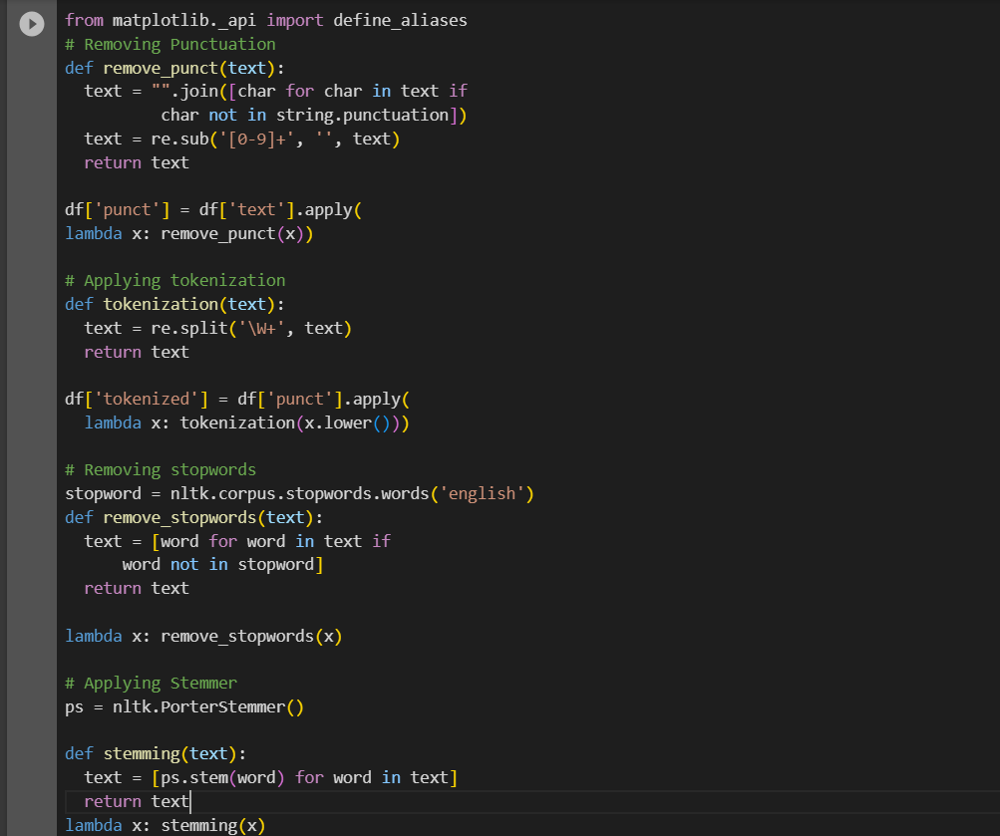 from matplotlib._api import define_aliases
# Removing Punctuation
def remove_punct(text):
  text = "".join([char for char in text if
          char not in string.punctuation])
  text = re.sub('[0-9]+', '', text)
  return text

df['punct'] = df['text'].apply(
lambda x: remove_punct(x))

# Applying tokenization
def tokenization(text):
  text = re.split('\W+', text)
  return text

df['tokenized'] = df['punct'].apply(
  lambda x: tokenization(x.lower()))

# Removing stopwords
stopword = nltk.corpus.stopwords.words('english')
def remove_stopwords(text):
  text = [word for word in text if
      word not in stopword]
  return text

lambda x: remove_stopwords(x)

# Applying Stemmer
ps = nltk.PorterStemmer()

def stemming(text):
  text = [ps.stem(word) for word in text]
  return text
lambda x: stemming(x)